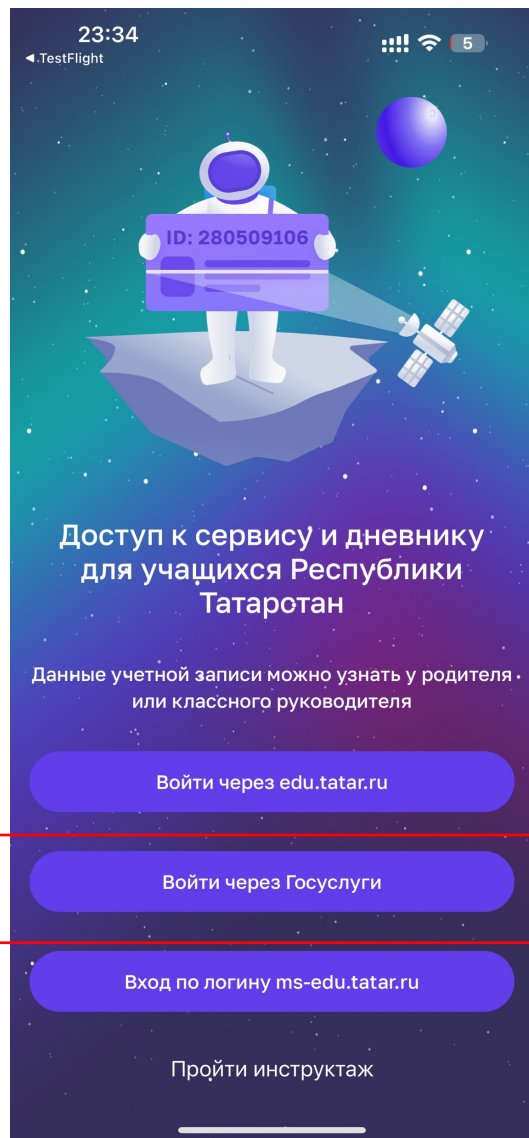 23:34
5
◀ TestFlight
ID: 280509106
Доступ к сервису и дневнику
для учащихся Республики
Татарстан
Данные учетной записи можно узнать у родителя
или классного руководителя
Войти через edu.tatar.ru
Войти через Госуслуги
Вход по логину ms-edu.tatar.ru
Пройти инструктаж